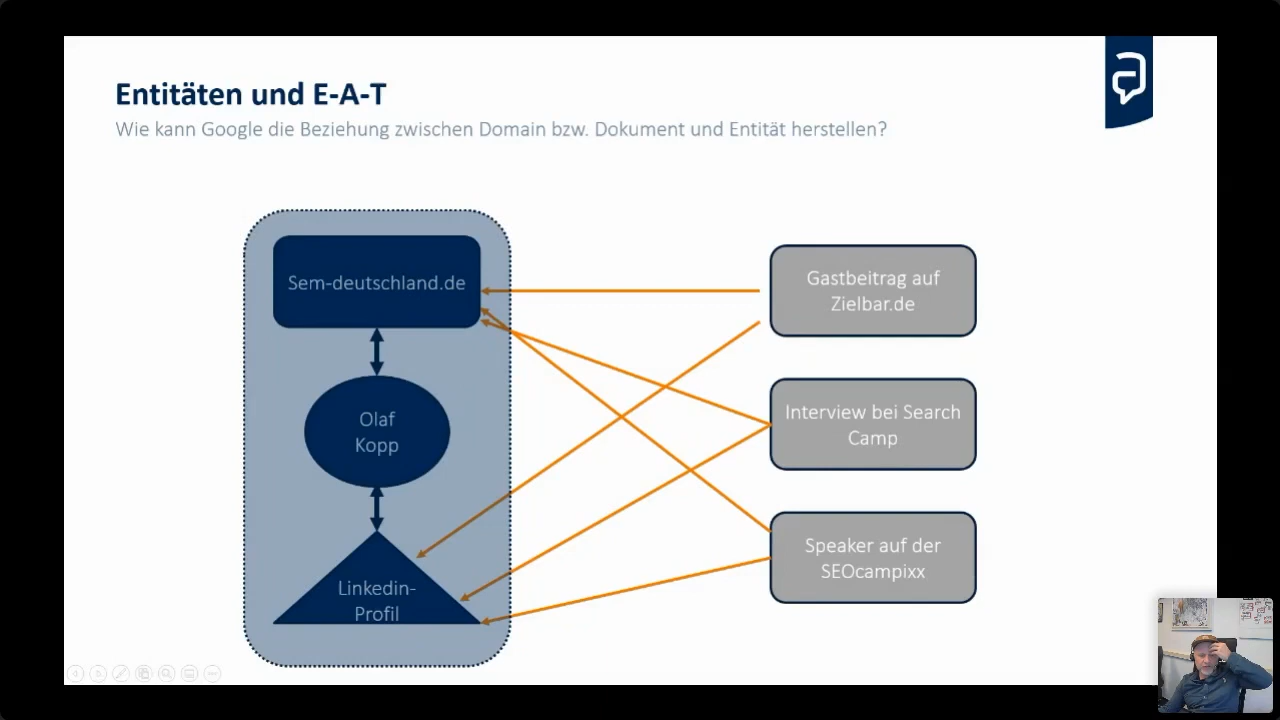 Entitäten und E-A-T
Wie kann Google die Beziehung zwischen Domain bzw. Dokument und Entität herstellen?
Sem-deutschland.de
Olaf
Kopp
Linkedin-
Profil
Gastbeitrag auf
Zielbar.de
Interview bei Search
Camp
Speaker auf der
SEOcampixx